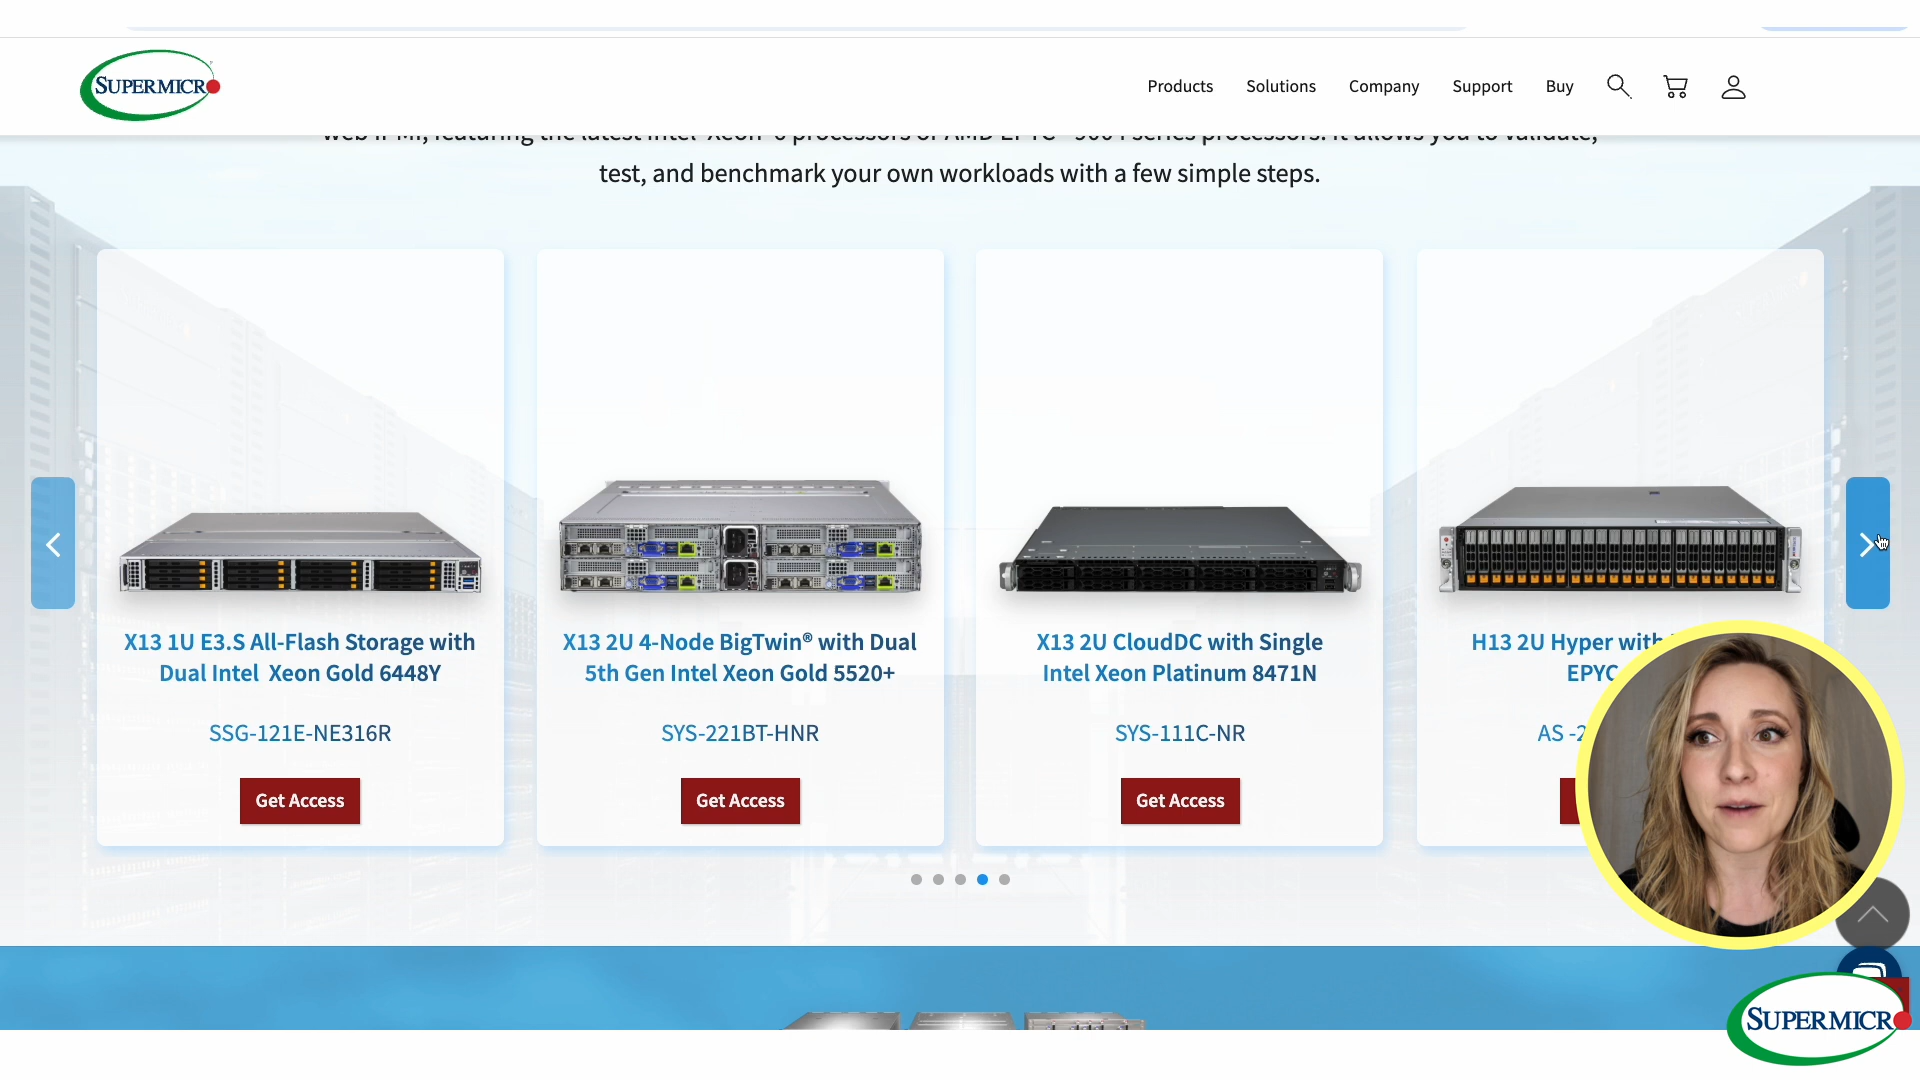 SUPERMICR
Products
Solutions
Company
Support
Buy
test, and benchmark your own workloads with a few simple steps.
X13 1U E3.S All-Flash Storage with
Dual Intel Xeon Gold 6448Y
SSG-121E-NE316R
Get Access
X13 2U 4-Node BigTwin® with Dual
5th Gen Intel Xeon Gold 5520+
SYS-221BT-HNR
Get Access
X13 2U CloudDC with Single
Intel Xeon Platinum 8471N
SYS-111C-NR
Get Access
H13 2U Hyper with
EPYC
AS -2
SUPERMICR